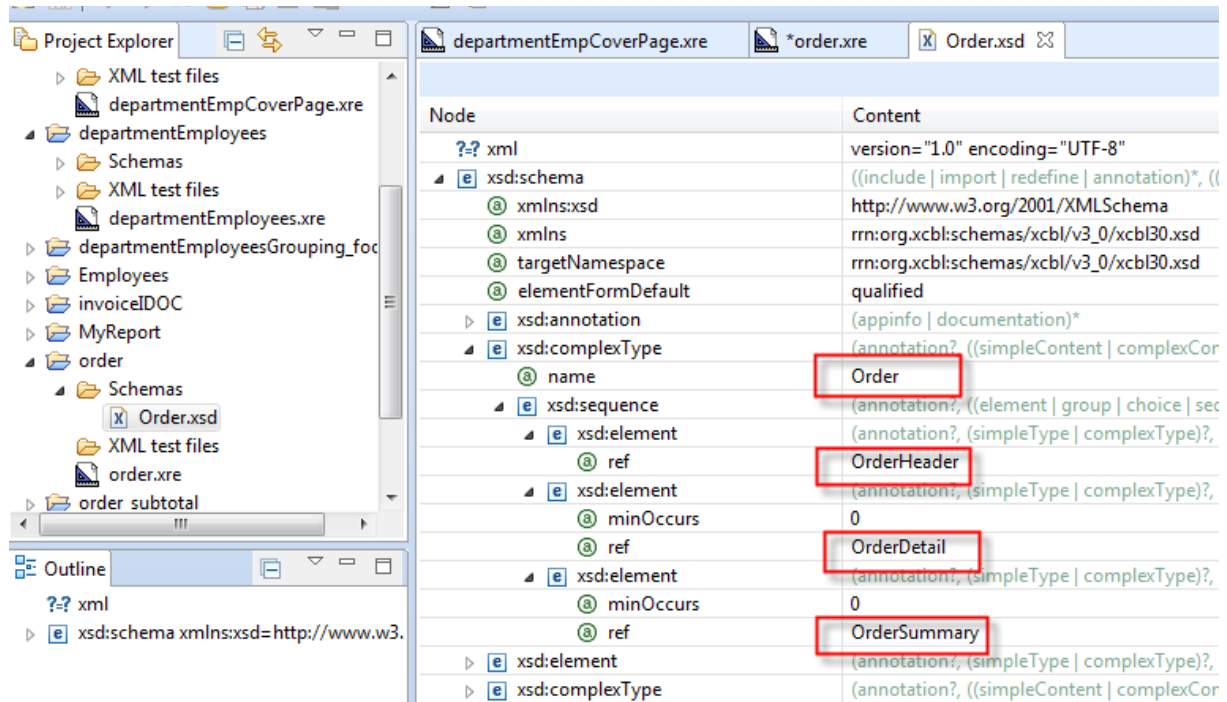 Project Explorer
XML test files
departmentEmpCoverPage.xre
departmentEmployees
Schemas
XML test files
departmentEmployees.xre
departmentEmployeesGrouping_foc
Employees
invoiceIDOC
MyReport
order
Schemas
Order.xsd
XML test files
order.xre
order subtotal
Outline
?=? xml
xsd:schema xmlns:xsd=http://www.w3.
departmentEmpCoverPage.xre *order.xre Order.xsd
Node Content
?=? xml version="1.0" encoding="UTF-8"
xsd:schema ((include | import | redefine | annotation)*, ((
xmlns:xsd http://www.w3.org/2001/XMLSchema
xmlns rrn:org.xcbl:schemas/xcbl/v3_0/xcbl30.xsd
targetNamespace rrn:org.xcbl:schemas/xcbl/v3_0/xcbl30.xsd
elementFormDefault qualified
xsd:annotation (appinfo | documentation)*
xsd:complexType (annotation?, ((simpleContent | complexCon
name Order
xsd:sequence (annotation?, ((element | group | choice | sec
xsd:element (annotation?, (simpleType | complexType)?,
ref OrderHeader
xsd:element (annotation?, (simpleType | complexType)?,
minOccurs 0
ref OrderDetail
xsd:element (annotation?, (simpleType | complexType)?,
minOccurs 0
ref OrderSummary
xsd:element (annotation?, (simpleType | complexType)?,
xsd:complexType (annotation?, ((simpleContent | complexCon